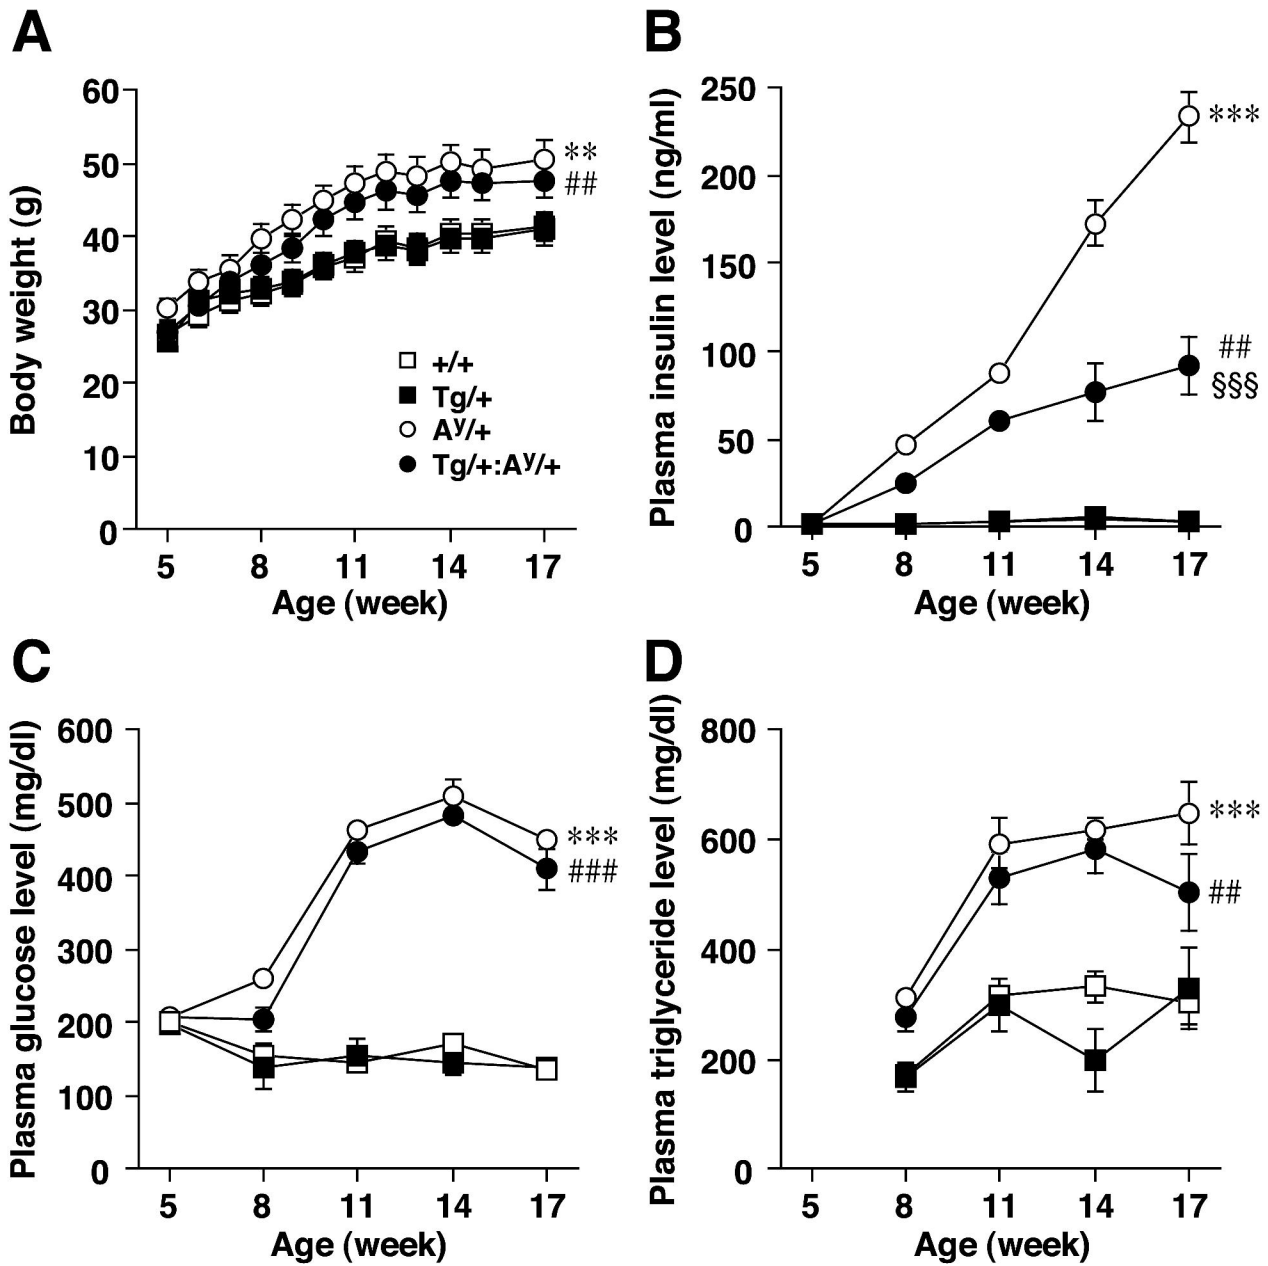 A
Body weight (g)
60
50
40
30
20
10
0
**
##
+/+
Tg/+
Aʸ/+
Tg/+:Aʸ/+
5 8 11 14 17
Age (week)
B
Plasma insulin level (ng/ml)
250
200
150
100
50
0
***
##
§§§
5 8 11 14 17
Age (week)
C
Plasma glucose level (mg/dl)
600
500
400
300
200
100
0
***
###
5 8 11 14 17
Age (week)
D
Plasma triglyceride level (mg/dl)
800
600
400
200
0
***
##
5 8 11 14 17
Age (week)